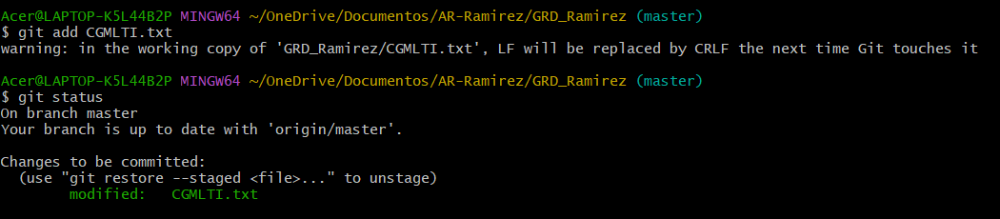 Acer@LAPTOP-K5L44B2P MINGW64 ~/OneDrive/Documentos/AR-Ramirez/GRD_Ramirez (master)
$ git add CGMLTI.txt
warning: in the working copy of 'GRD_Ramirez/CGMLTI.txt', LF will be replaced by CRLF the next time Git touches it

Acer@LAPTOP-K5L44B2P MINGW64 ~/OneDrive/Documentos/AR-Ramirez/GRD_Ramirez (master)
$ git status
On branch master
Your branch is up to date with 'origin/master'.

Changes to be committed:
  (use "git restore --staged <file>..." to unstage)
        modified:   CGMLTI.txt